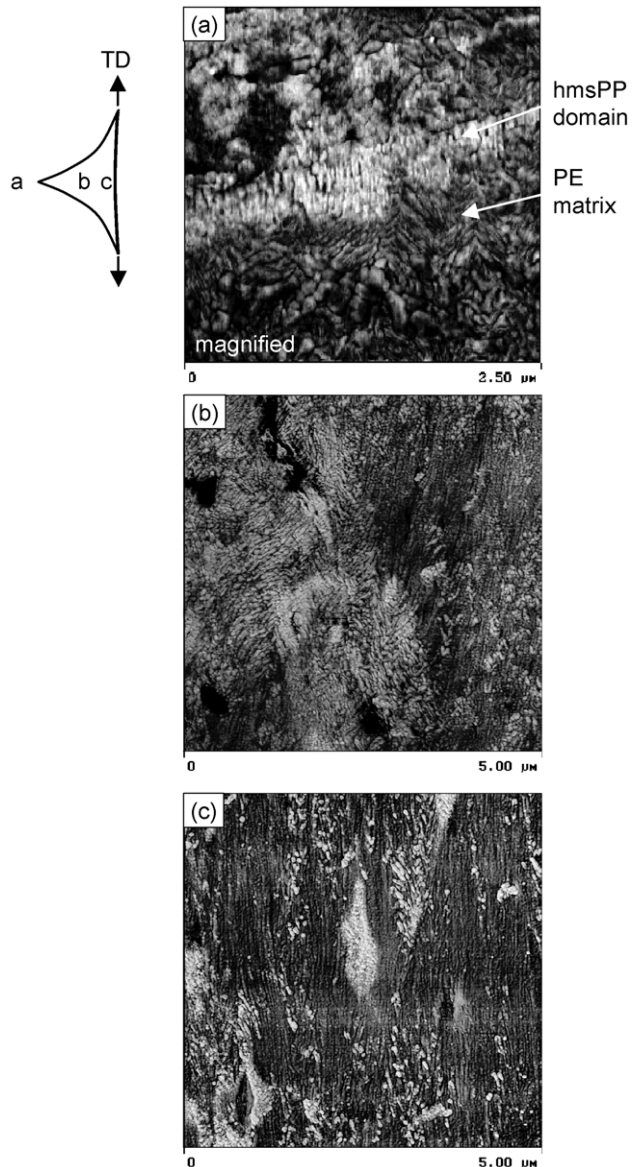 (a)
TD
a b c
hmsPP
domain
PE
matrix
magnified
0 2.50 μM
(b)
0 5.00 μM
(c)
0 5.00 μM